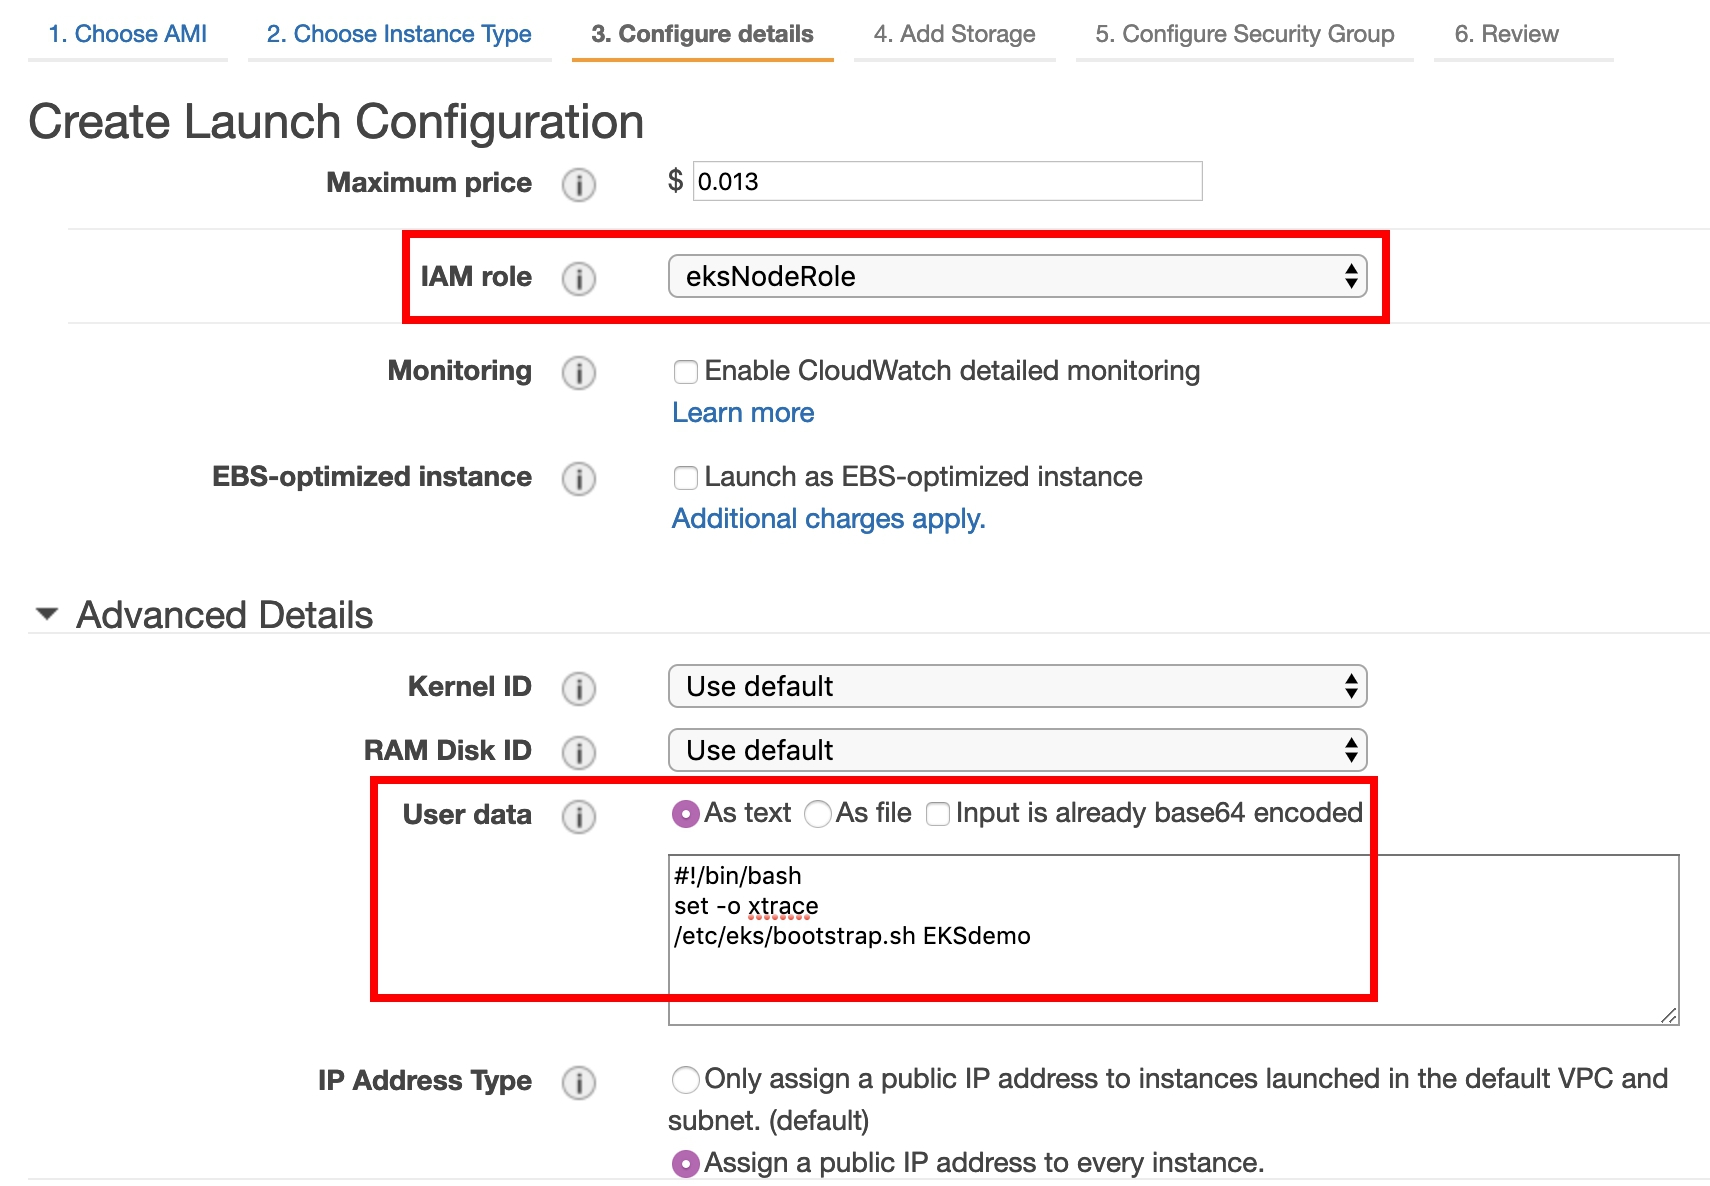 1. Choose AMI 2. Choose Instance Type 3. Configure details 4. Add Storage 5. Configure Security Group 6. Review
Create Launch Configuration
Maximum price i $ 0.013
IAM role i eksNodeRole
Monitoring i Enable CloudWatch detailed monitoring
Learn more
EBS-optimized instance i Launch as EBS-optimized instance
Additional charges apply.
Advanced Details
Kernel ID i Use default
RAM Disk ID i Use default
User data i As text As file Input is already base64 encoded
#!/bin/bash
set -o xtrace
/etc/eks/bootstrap.sh EKSdemo
IP Address Type i Only assign a public IP address to instances launched in the default VPC and
subnet. (default)
Assign a public IP address to every instance.